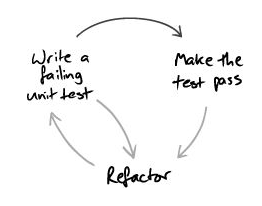 Write a
failing
unit test
Make the
test pass
Refactor